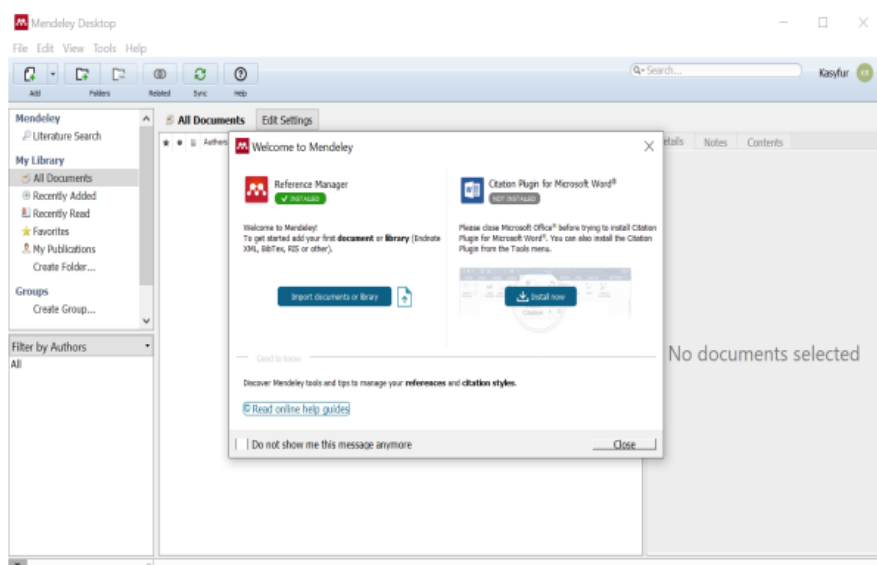 Mendeley Desktop
File Edit View Tools Help
Search...
Kasyfur
Add Folders Related Sync Help
Mendeley
Literature Search
My Library
All Documents
Recently Added
Recently Read
Favorites
My Publications
Create Folder...
Groups
Create Group...
Filter by Authors
All
All Documents Edit Settings
Authors
etails Notes Contents
Welcome to Mendeley
Reference Manager
INSTALLED
Welcome to Mendeley!
To get started add your first document or library (Endnote
XML, BibTex, RIS or other).
Import documents or library
Citation Plugin for Microsoft Word®
NOT INSTALLED
Please close Microsoft Office® before trying to install Citation
Plugin for Microsoft Word®. You can also install the Citation
Plugin from the Tools menu.
Install now
Citation
Good to know
Discover Mendeley tools and tips to manage your references and citation styles.
Read online help guides
Do not show me this message anymore
Close
No documents selected